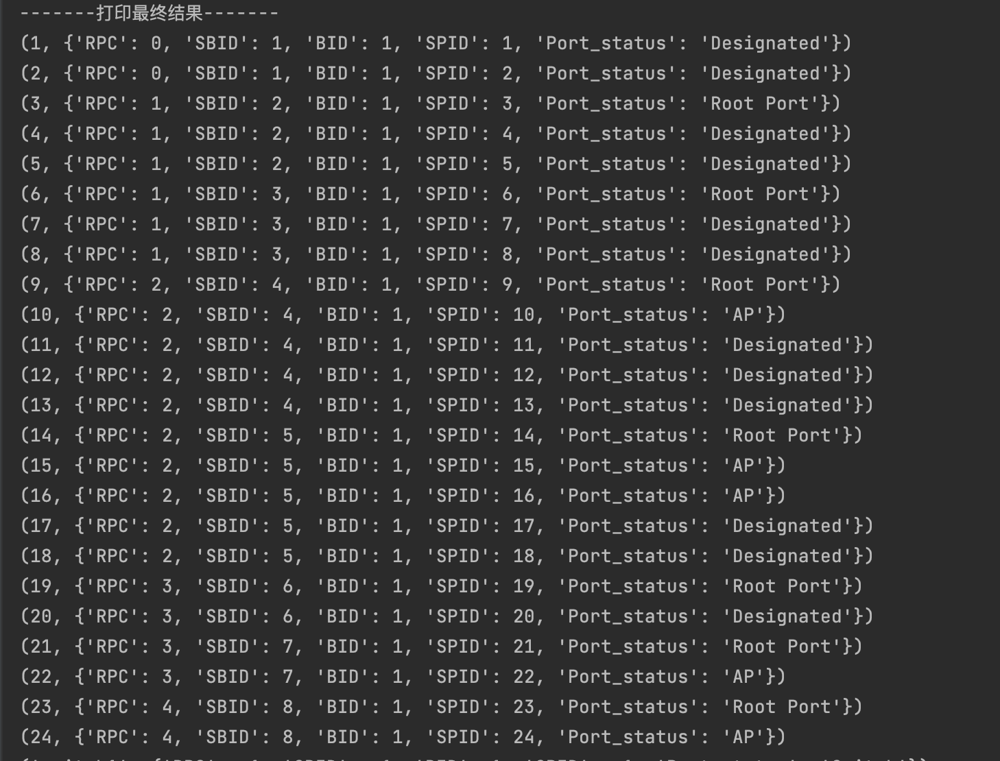 -------打印最终结果-------
(1, {'RPC': 0, 'SBID': 1, 'BID': 1, 'SPID': 1, 'Port_status': 'Designated'})
(2, {'RPC': 0, 'SBID': 1, 'BID': 1, 'SPID': 2, 'Port_status': 'Designated'})
(3, {'RPC': 1, 'SBID': 2, 'BID': 1, 'SPID': 3, 'Port_status': 'Root Port'})
(4, {'RPC': 1, 'SBID': 2, 'BID': 1, 'SPID': 4, 'Port_status': 'Designated'})
(5, {'RPC': 1, 'SBID': 2, 'BID': 1, 'SPID': 5, 'Port_status': 'Designated'})
(6, {'RPC': 1, 'SBID': 3, 'BID': 1, 'SPID': 6, 'Port_status': 'Root Port'})
(7, {'RPC': 1, 'SBID': 3, 'BID': 1, 'SPID': 7, 'Port_status': 'Designated'})
(8, {'RPC': 1, 'SBID': 3, 'BID': 1, 'SPID': 8, 'Port_status': 'Designated'})
(9, {'RPC': 2, 'SBID': 4, 'BID': 1, 'SPID': 9, 'Port_status': 'Root Port'})
(10, {'RPC': 2, 'SBID': 4, 'BID': 1, 'SPID': 10, 'Port_status': 'AP'})
(11, {'RPC': 2, 'SBID': 4, 'BID': 1, 'SPID': 11, 'Port_status': 'Designated'})
(12, {'RPC': 2, 'SBID': 4, 'BID': 1, 'SPID': 12, 'Port_status': 'Designated'})
(13, {'RPC': 2, 'SBID': 4, 'BID': 1, 'SPID': 13, 'Port_status': 'Designated'})
(14, {'RPC': 2, 'SBID': 5, 'BID': 1, 'SPID': 14, 'Port_status': 'Root Port'})
(15, {'RPC': 2, 'SBID': 5, 'BID': 1, 'SPID': 15, 'Port_status': 'AP'})
(16, {'RPC': 2, 'SBID': 5, 'BID': 1, 'SPID': 16, 'Port_status': 'AP'})
(17, {'RPC': 2, 'SBID': 5, 'BID': 1, 'SPID': 17, 'Port_status': 'Designated'})
(18, {'RPC': 2, 'SBID': 5, 'BID': 1, 'SPID': 18, 'Port_status': 'Designated'})
(19, {'RPC': 3, 'SBID': 6, 'BID': 1, 'SPID': 19, 'Port_status': 'Root Port'})
(20, {'RPC': 3, 'SBID': 6, 'BID': 1, 'SPID': 20, 'Port_status': 'Designated'})
(21, {'RPC': 3, 'SBID': 7, 'BID': 1, 'SPID': 21, 'Port_status': 'Root Port'})
(22, {'RPC': 3, 'SBID': 7, 'BID': 1, 'SPID': 22, 'Port_status': 'AP'})
(23, {'RPC': 4, 'SBID': 8, 'BID': 1, 'SPID': 23, 'Port_status': 'Root Port'})
(24, {'RPC': 4, 'SBID': 8, 'BID': 1, 'SPID': 24, 'Port_status': 'AP'})